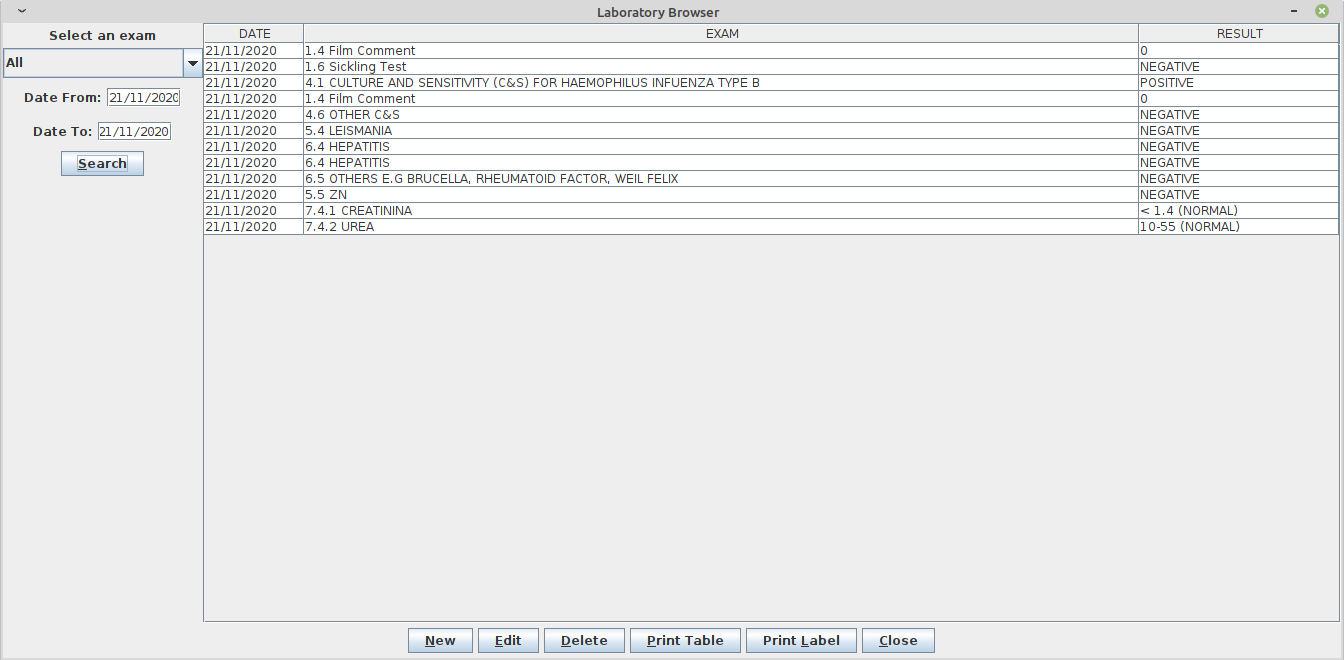 Laboratory Browser
Select an exam
All
Date From: 21/11/2020
Date To: 21/11/2020
Search
DATE EXAM RESULT
21/11/2020 1.4 Film Comment 0
21/11/2020 1.6 Sickling Test NEGATIVE
21/11/2020 4.1 CULTURE AND SENSITIVITY (C&S) FOR HAEMOPHILUS INFUENZA TYPE B POSITIVE
21/11/2020 1.4 Film Comment 0
21/11/2020 4.6 OTHER C&S NEGATIVE
21/11/2020 5.4 LEISMANIA NEGATIVE
21/11/2020 6.4 HEPATITIS NEGATIVE
21/11/2020 6.4 HEPATITIS NEGATIVE
21/11/2020 6.5 OTHERS E.G BRUCELLA, RHEUMATOID FACTOR, WEIL FELIX NEGATIVE
21/11/2020 5.5 ZN NEGATIVE
21/11/2020 7.4.1 CREATININA < 1.4 (NORMAL)
21/11/2020 7.4.2 UREA 10-55 (NORMAL)
New Edit Delete Print Table Print Label Close